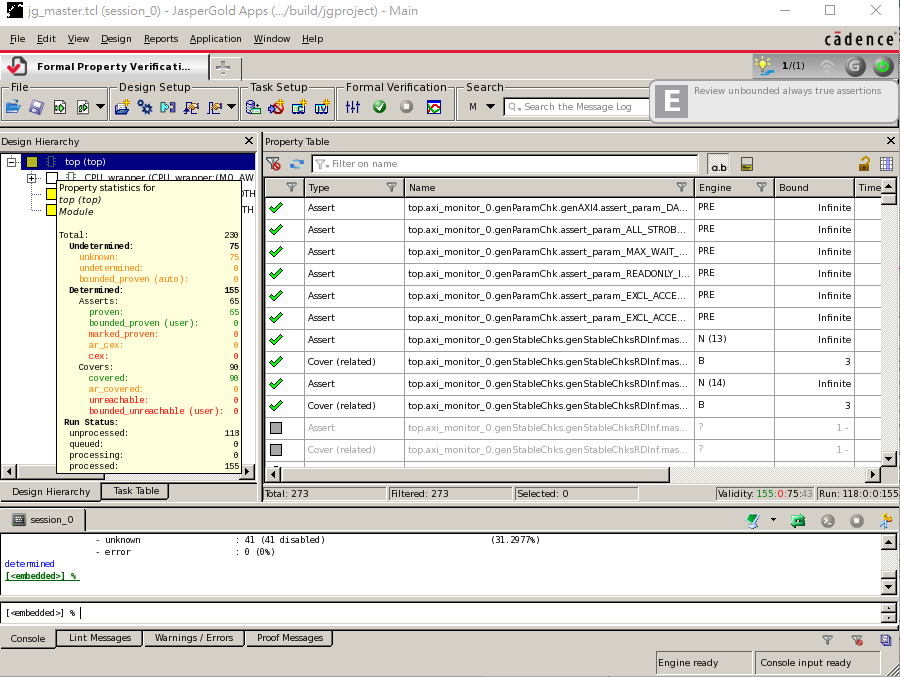 jg_master.tcl (session_0) - JasperGold Apps (.../build/jgproject) - Main
File Edit View Design Reports Application Window Help
cādence
Formal Property Verificati...
1/(1)
G
File Design Setup Task Setup Formal Verification Search
M Search the Message Log
E Review unbounded always true assertions
Design Hierarchy
top (top)
CPU_wrapper (CPU_wrapper:(M0_AW
Property statistics for
top (top)
Module
Total: 230
Undetermined: 75
unknown: 75
undetermined: 0
bounded_proven (auto): 0
Determined: 155
Asserts: 65
proven: 65
bounded_proven (user): 0
marked_proven: 0
ar_cex: 0
cex: 0
Covers: 90
covered: 90
ar_covered: 0
unreachable: 0
bounded_unreachable (user): 0
Run Status:
unprocessed: 118
queued: 0
processing: 0
processed: 155
TH
TH
Design Hierarchy Task Table
Property Table
Filter on name
a.b
Type Name Engine Bound Time
Assert top.axi_monitor_0.genParamChk.genAXI4.assert_param_DA... PRE Infinite
Assert top.axi_monitor_0.genParamChk.assert_param_ALL_STROB... PRE Infinite
Assert top.axi_monitor_0.genParamChk.assert_param_MAX_WAIT_... PRE Infinite
Assert top.axi_monitor_0.genParamChk.assert_param_READONLY_I... PRE Infinite
Assert top.axi_monitor_0.genParamChk.assert_param_EXCL_ACCE... PRE Infinite
Assert top.axi_monitor_0.genParamChk.assert_param_EXCL_ACCE... PRE Infinite
Assert top.axi_monitor_0.genStableChks.genStableChksRDInf.mas... N (13) Infinite
Cover (related) top.axi_monitor_0.genStableChks.genStableChksRDInf.mas... B 3
Assert top.axi_monitor_0.genStableChks.genStableChksRDInf.mas... N (14) Infinite
Cover (related) top.axi_monitor_0.genStableChks.genStableChksRDInf.mas... B 3
Assert top.axi_monitor_0.genStableChks.genStableChksRDInf.mas... ? 1 -
Cover (related) top.axi_monitor_0.genStableChks.genStableChksRDInf.mas... ? 1 -
Total: 273 Filtered: 273 Selected: 0 Validity: 155:0:75:43 Run: 118:0:0:155
session_0
- unknown : 41 (41 disabled) (31.2977%)
- error : 0 (0%)
determined
[<embedded>] %
[<embedded>] %
Console Lint Messages Warnings / Errors Proof Messages
Engine ready Console input ready